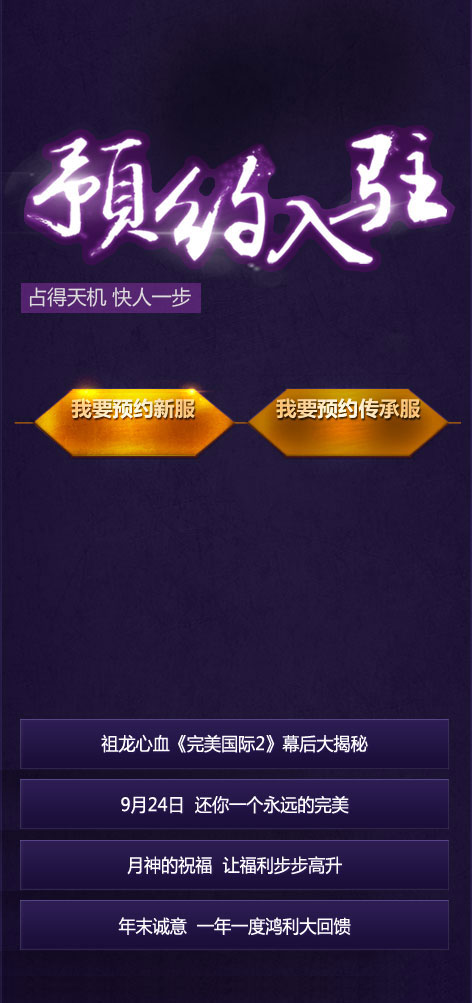 預約入驻
占得天机 快人一步
我要预约新服
我要预约传承服
祖龙心血《完美国际2》幕后大揭秘
9月24日 还你一个永远的完美
月神的祝福 让福利步步高升
年末诚意 一年一度鸿利大回馈